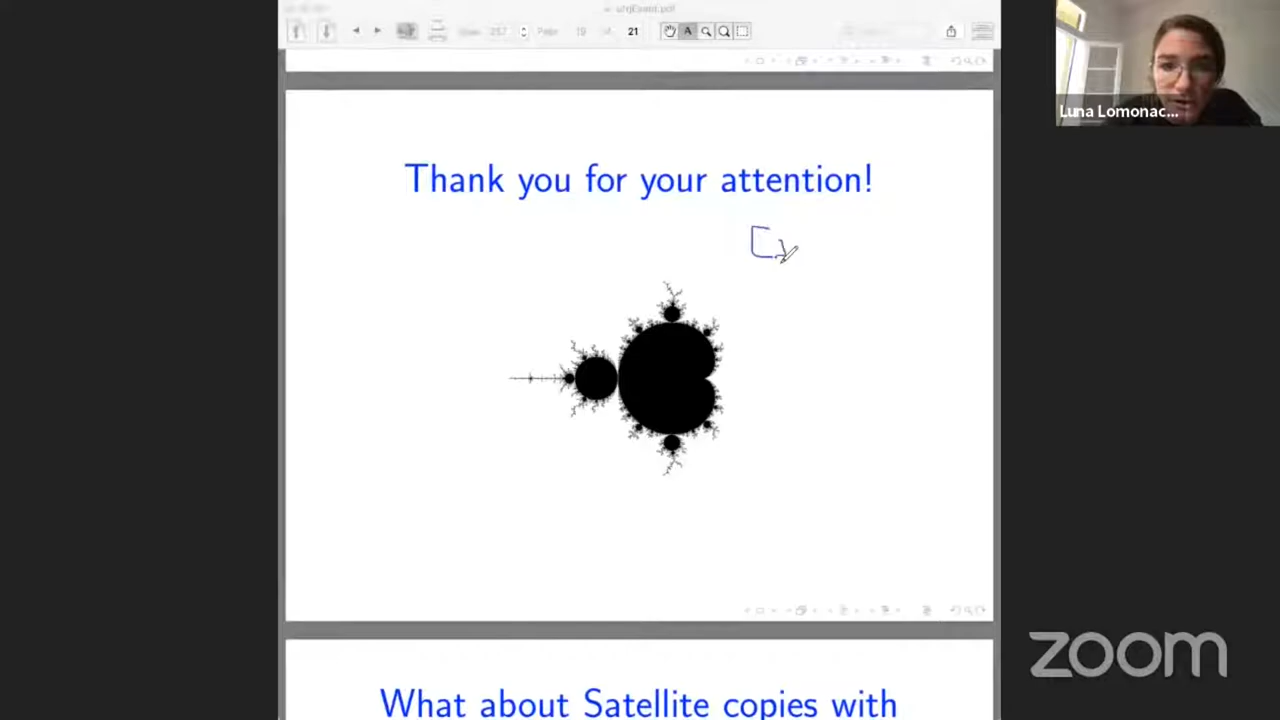 21
A
Luna Lomonac...
Thank you for your attention!
What about Satellite copies with
zoom